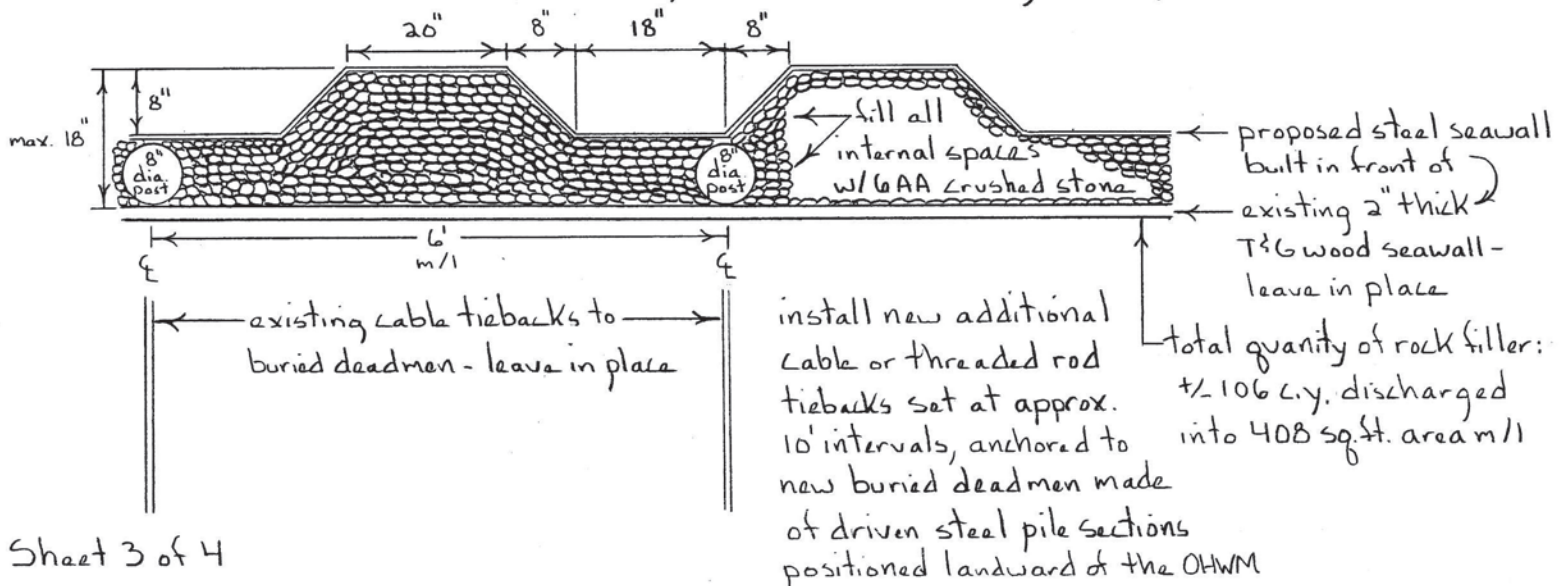 20" 8" 18" 8"
8"
max. 18"
8"
dia.
post
8"
dia.
post
fill all
internal spaces
w/ 6AA crushed stone
proposed steel seawall
built in front of
existing 2" thick
T&G wood seawall -
leave in place
6'
m/l
℄ ℄
existing cable tiebacks to
buried deadmen - leave in place
install new additional
cable or threaded rod
tiebacks set at approx.
10' intervals, anchored to
new buried deadmen made
of driven steel pile sections
positioned landward of the OHWM
total quanity of rock filler:
+/- 106 c.y. discharged
into 408 sq.ft. area m/l
Sheet 3 of 4